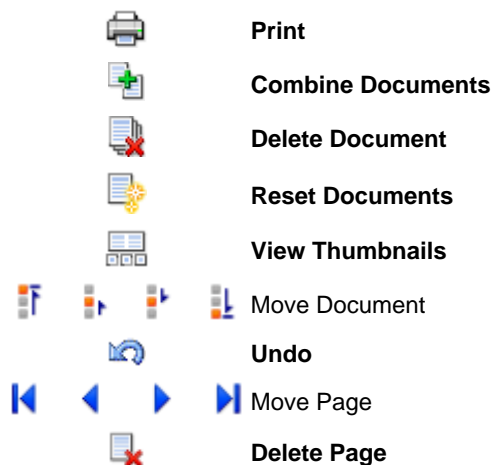 Print
Combine Documents
Delete Document
Reset Documents
View Thumbnails
Move Document
Undo
Move Page
Delete Page